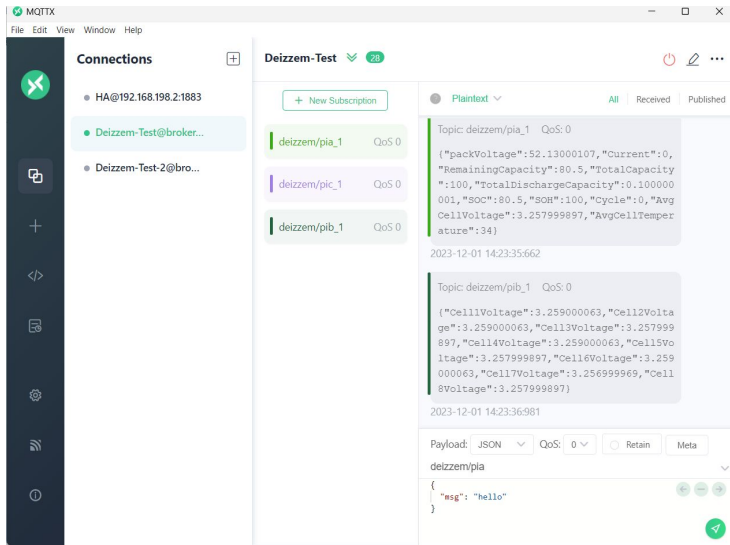 MQTTX
File Edit View Window Help
Connections
HA@192.168.198.2:1883
Deizzem-Test@broker...
Deizzem-Test-2@bro...
Deizzem-Test 28
+ New Subscription
deizzem/pia_1 QoS 0
deizzem/pic_1 QoS 0
deizzem/pib_1 QoS 0
Plaintext All Received Published
Topic: deizzem/pia_1 QoS: 0
{"packVoltage":52.13000107,"Current":0,
"RemainingCapacity":80.5,"TotalCapacity
":100,"TotalDischargeCapacity":0.100000
001,"SOC":80.5,"SOH":100,"Cycle":0,"Avg
CellVoltage":3.257999897,"AvgCellTemper
ature":34}
2023-12-01 14:23:35:662
Topic: deizzem/pib_1 QoS: 0
{"Cell1Voltage":3.259000063,"Cell2Volta
ge":3.259000063,"Cell3Voltage":3.257999
897,"Cell4Voltage":3.259000063,"Cell5Vo
ltage":3.257999897,"Cell6Voltage":3.259
000063,"Cell7Voltage":3.256999969,"Cell
8Voltage":3.257999897}
2023-12-01 14:23:36:981
Payload: JSON QoS: 0 Retain Meta
deizzem/pia
{
"msg": "hello"
}